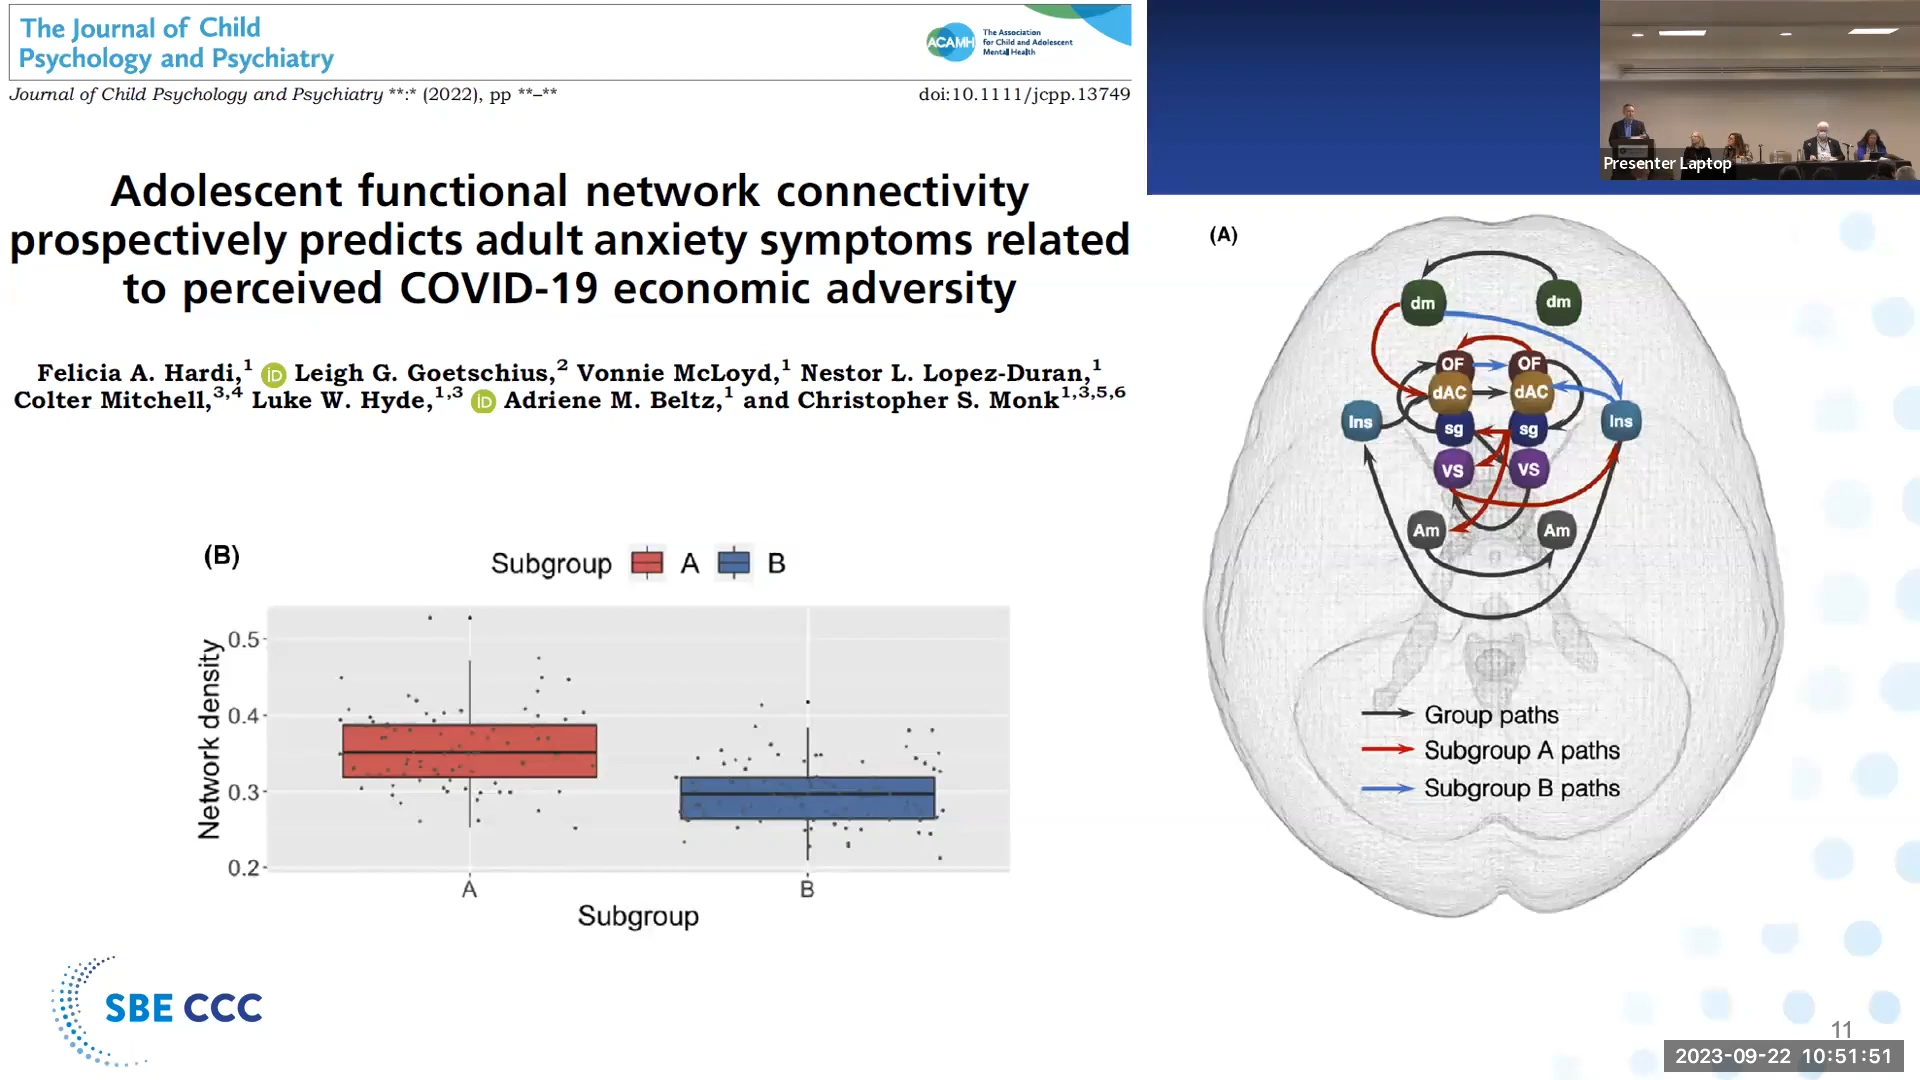 The Journal of Child
Psychology and Psychiatry
ACAMH
The Association
for Child and Adolescent
Mental Health
Journal of Child Psychology and Psychiatry **:* (2022), pp **–**
doi:10.1111/jcpp.13749
Adolescent functional network connectivity
prospectively predicts adult anxiety symptoms related
to perceived COVID-19 economic adversity
Felicia A. Hardi,1 iD Leigh G. Goetschius,2 Vonnie McLoyd,1 Nestor L. Lopez-Duran,1
Colter Mitchell,3,4 Luke W. Hyde,1,3 iD Adriene M. Beltz,1 and Christopher S. Monk1,3,5,6
Presenter Laptop
(B)
Subgroup A B
Network density
0.5
0.4
0.3
0.2
A B
Subgroup
(A)
dm dm
OF OF
dAC dAC
Ins sg sg Ins
VS VS
Am Am
Group paths
Subgroup A paths
Subgroup B paths
SBE CCC
11
2023-09-22 10:51:51